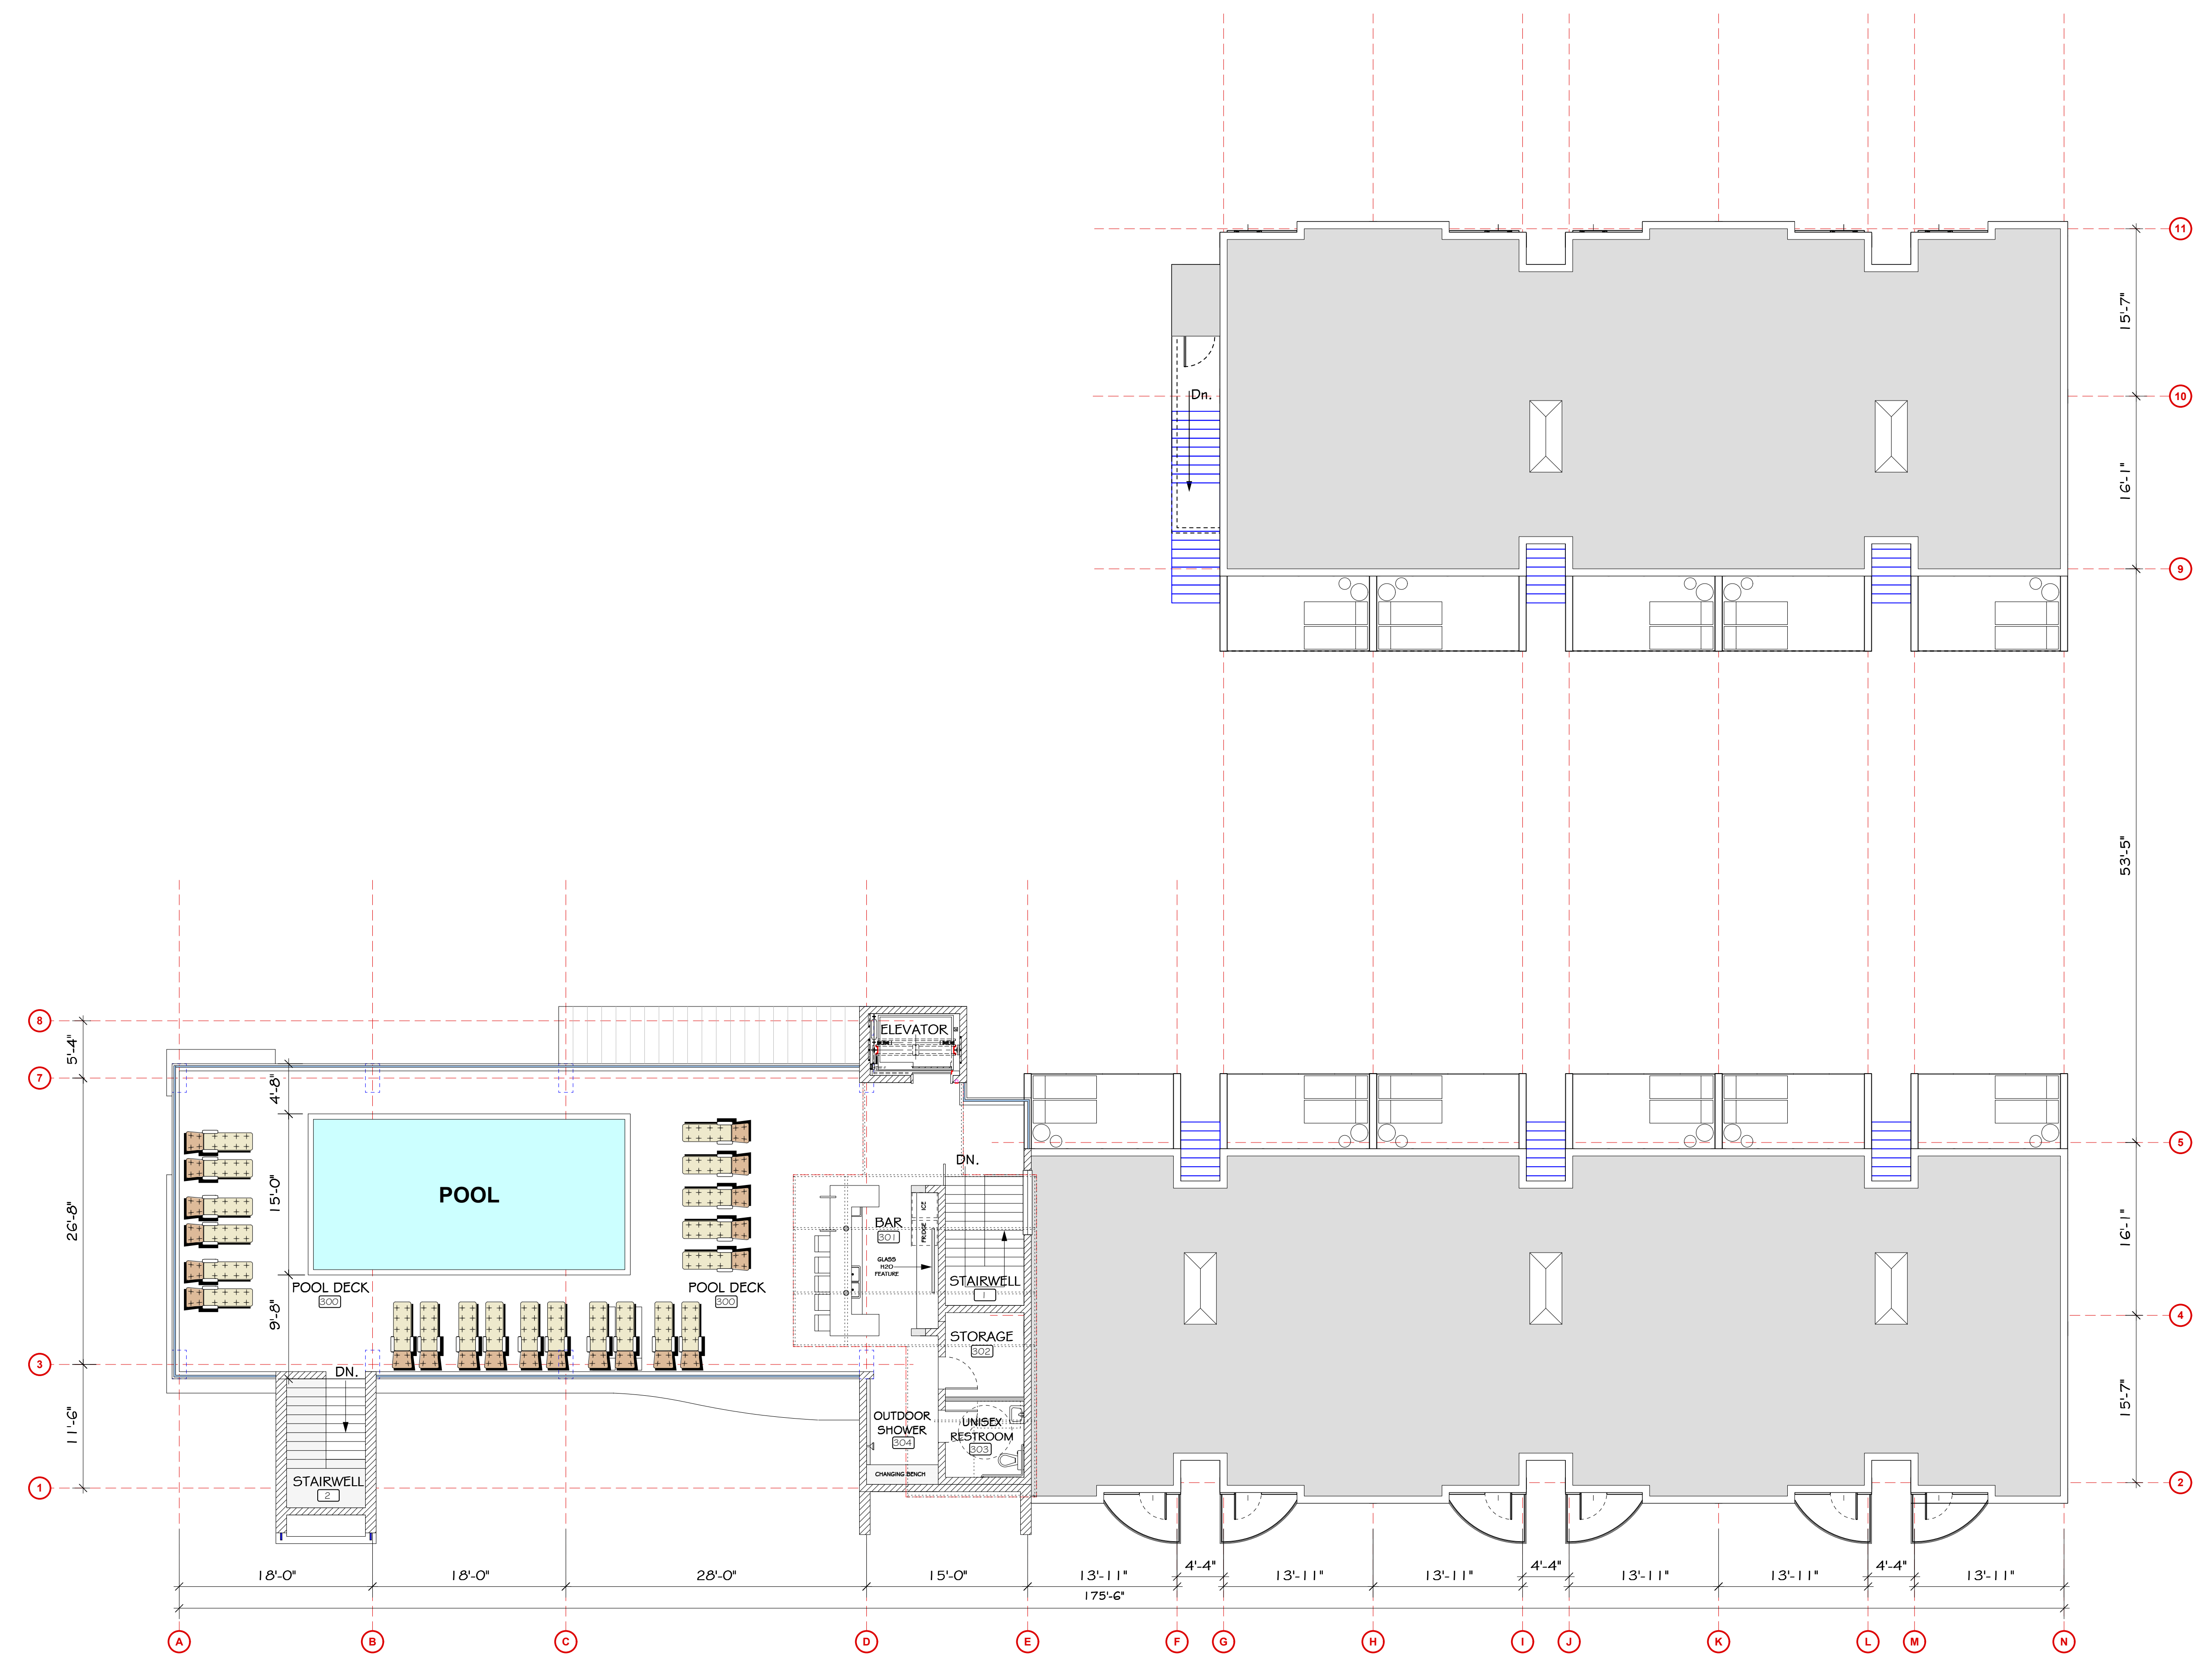 11
15'-7"
Dn.
10
16'-1"
9
53'-5"
8
ELEVATOR
5'-4"
7
4'-8"
5
DN.
POOL
15'-0"
ICE
26'-8"
BAR
301
FRIDGE
16'-1"
GLASS
H2O
FEATURE
STAIRWELL
1
POOL DECK
300
POOL DECK
300
9'-8"
4
STORAGE
302
3
DN.
15'-7"
11'-6"
OUTDOOR
SHOWER
304
UNISEX
RESTROOM
303
CHANGING BENCH
STAIRWELL
2
1
2
18'-0"
18'-0"
28'-0"
15'-0"
13'-11"
4'-4"
13'-11"
13'-11"
4'-4"
13'-11"
13'-11"
4'-4"
13'-11"
175'-6"
A
B
C
D
E
F
G
H
I
J
K
L
M
N